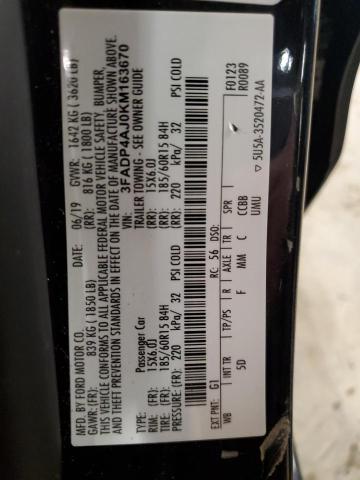 MFD. BY FORD MOTOR CO.
DATE: 06/19 GVWR: 1642 KG ( 3620 LB)
GAWR: (FR): 839 KG ( 1850 LB) (RR): 816 KG ( 1800 LB)
THIS VEHICLE CONFORMS TO ALL APPLICABLE FEDERAL MOTOR VEHICLE SAFETY, BUMPER,
AND THEFT PREVENTION STANDARDS IN EFFECT ON THE DATE OF MANUFACTURE SHOWN ABOVE.
3FADP4AJ0KM163670
TYPE: Passenger Car TRAILER TOWING - SEE OWNER GUIDE
RIM: (FR): 15X6.0J (RR): 15X6.0J
TIRE: (FR): 185/60R15 84H (RR): 185/60R15 84H
PRESSURE: (FR): 220 kPa/ 32 PSI COLD (RR): 220 kPa/ 32 PSI COLD
EXT PNT: G1 RC: 56 DSO: F0123
R0089
WB INT TR TP/PS R AXLE TR SPR
5D F MM C CCBB
UMU
5U5A-3520472-AA